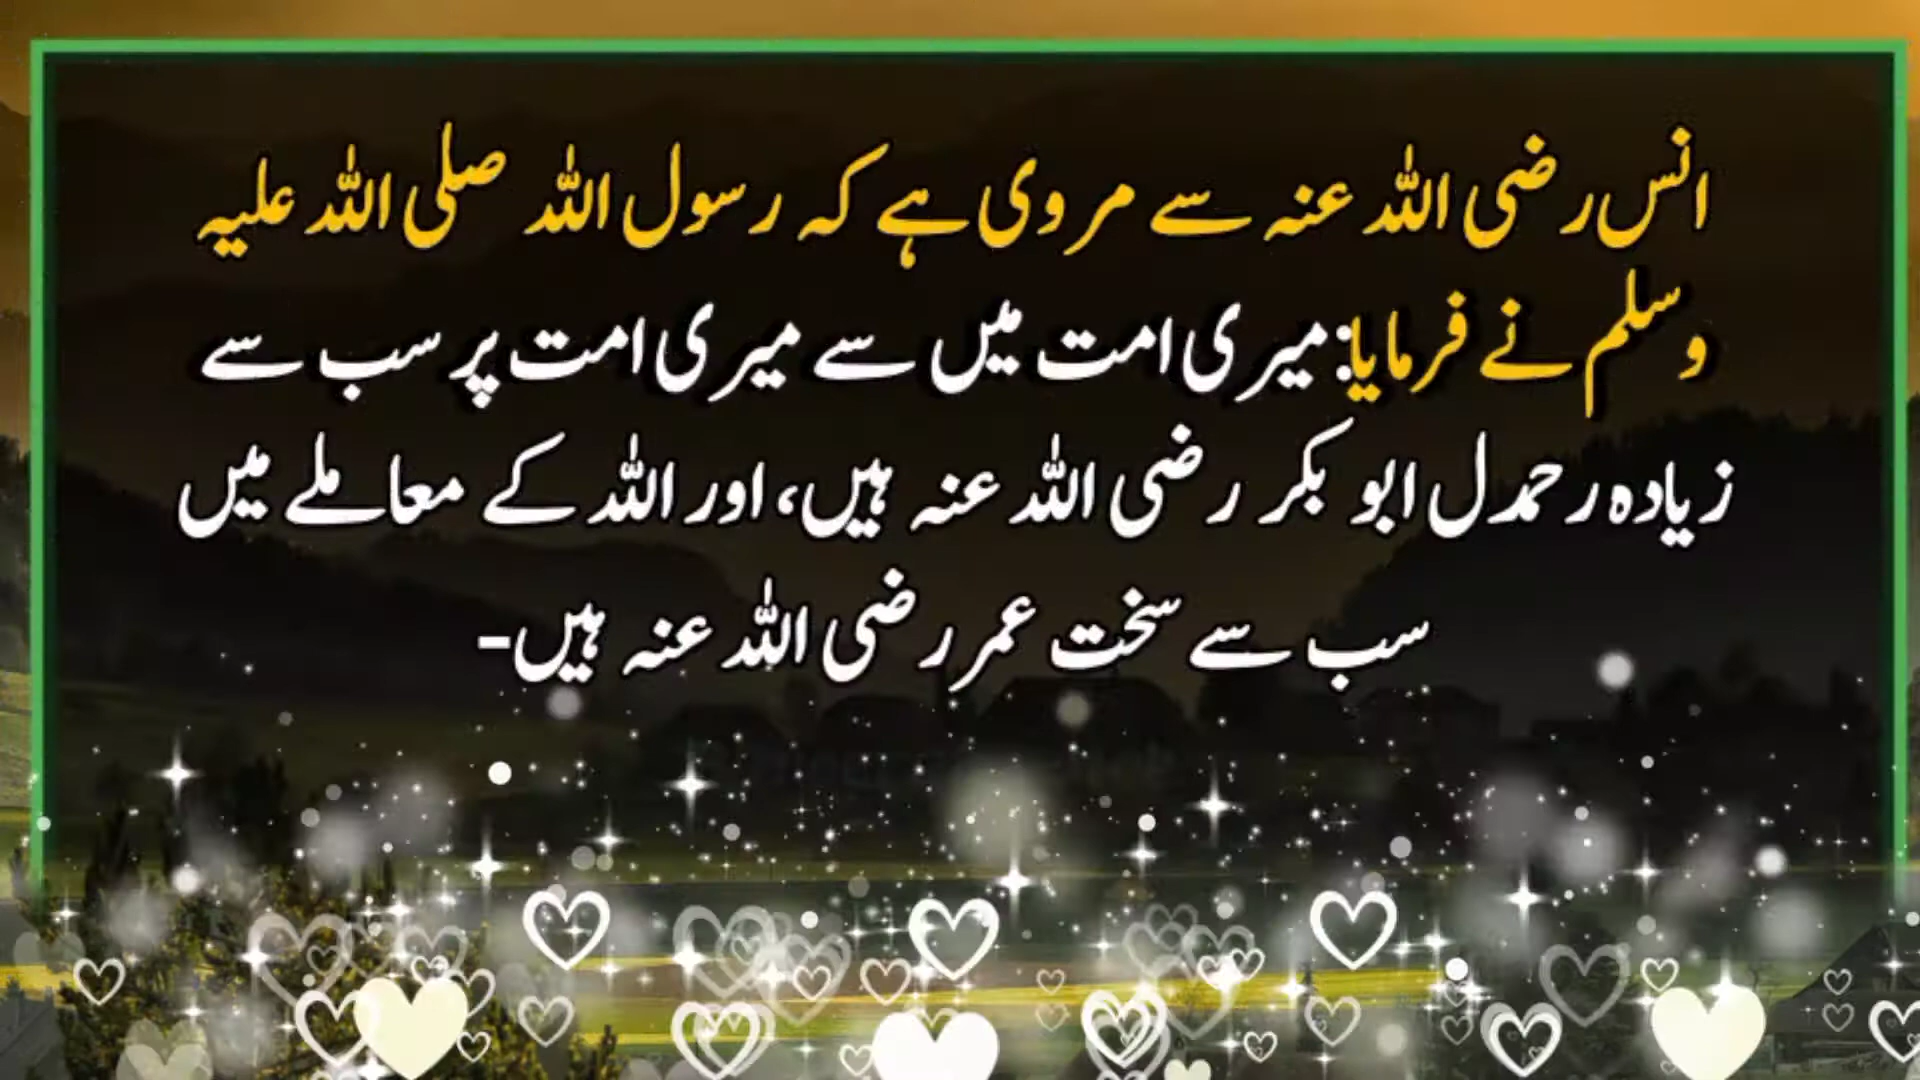 انس رضی اللہ عنہ سے مروی ہے کہ رسول اللہ صلی اللہ علیہ
وسلم نے فرمایا: میری امت میں سے میری امت پر سب سے
زیادہ رحمدل ابو بکر رضی اللہ عنہ ہیں، اور اللہ کے معاملے میں
سب سے سخت عمر رضی اللہ عنہ ہیں-